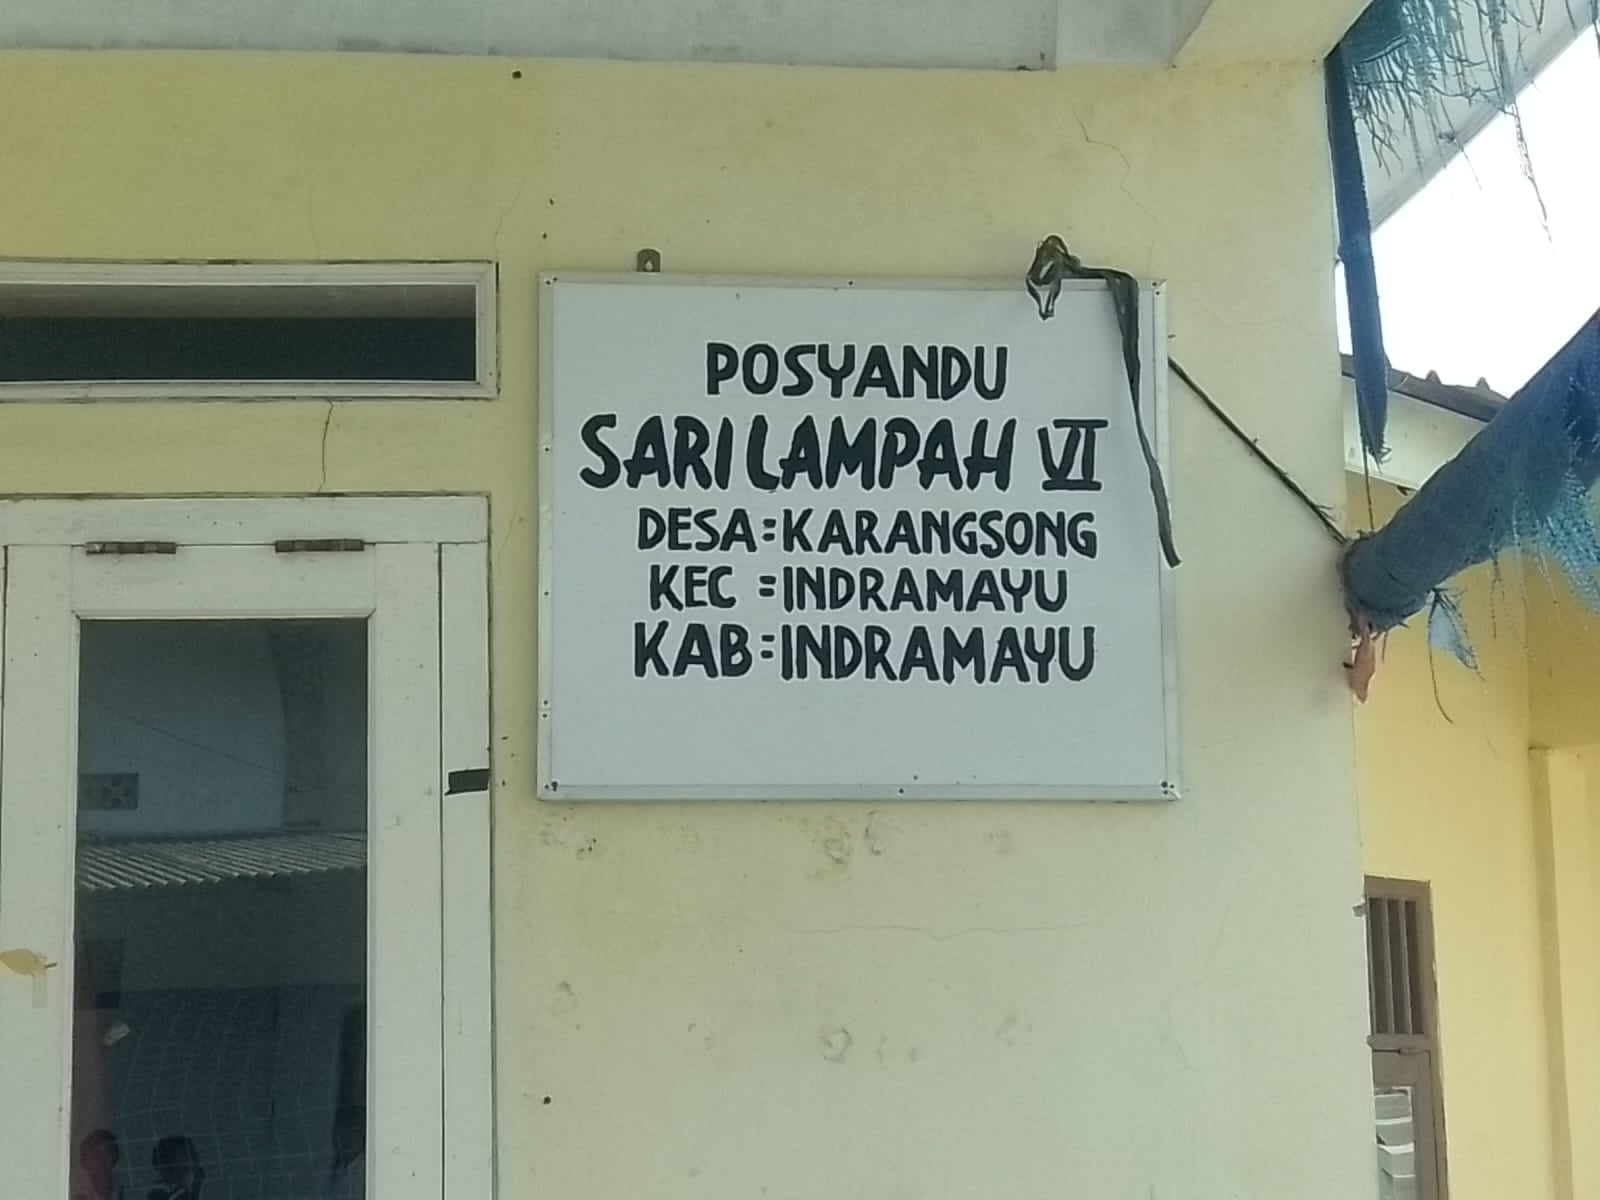 POSYANDU
SARI LAMPAH VI
DESA : KARANGSONG
KEC : INDRAMAYU
KAB : INDRAMAYU